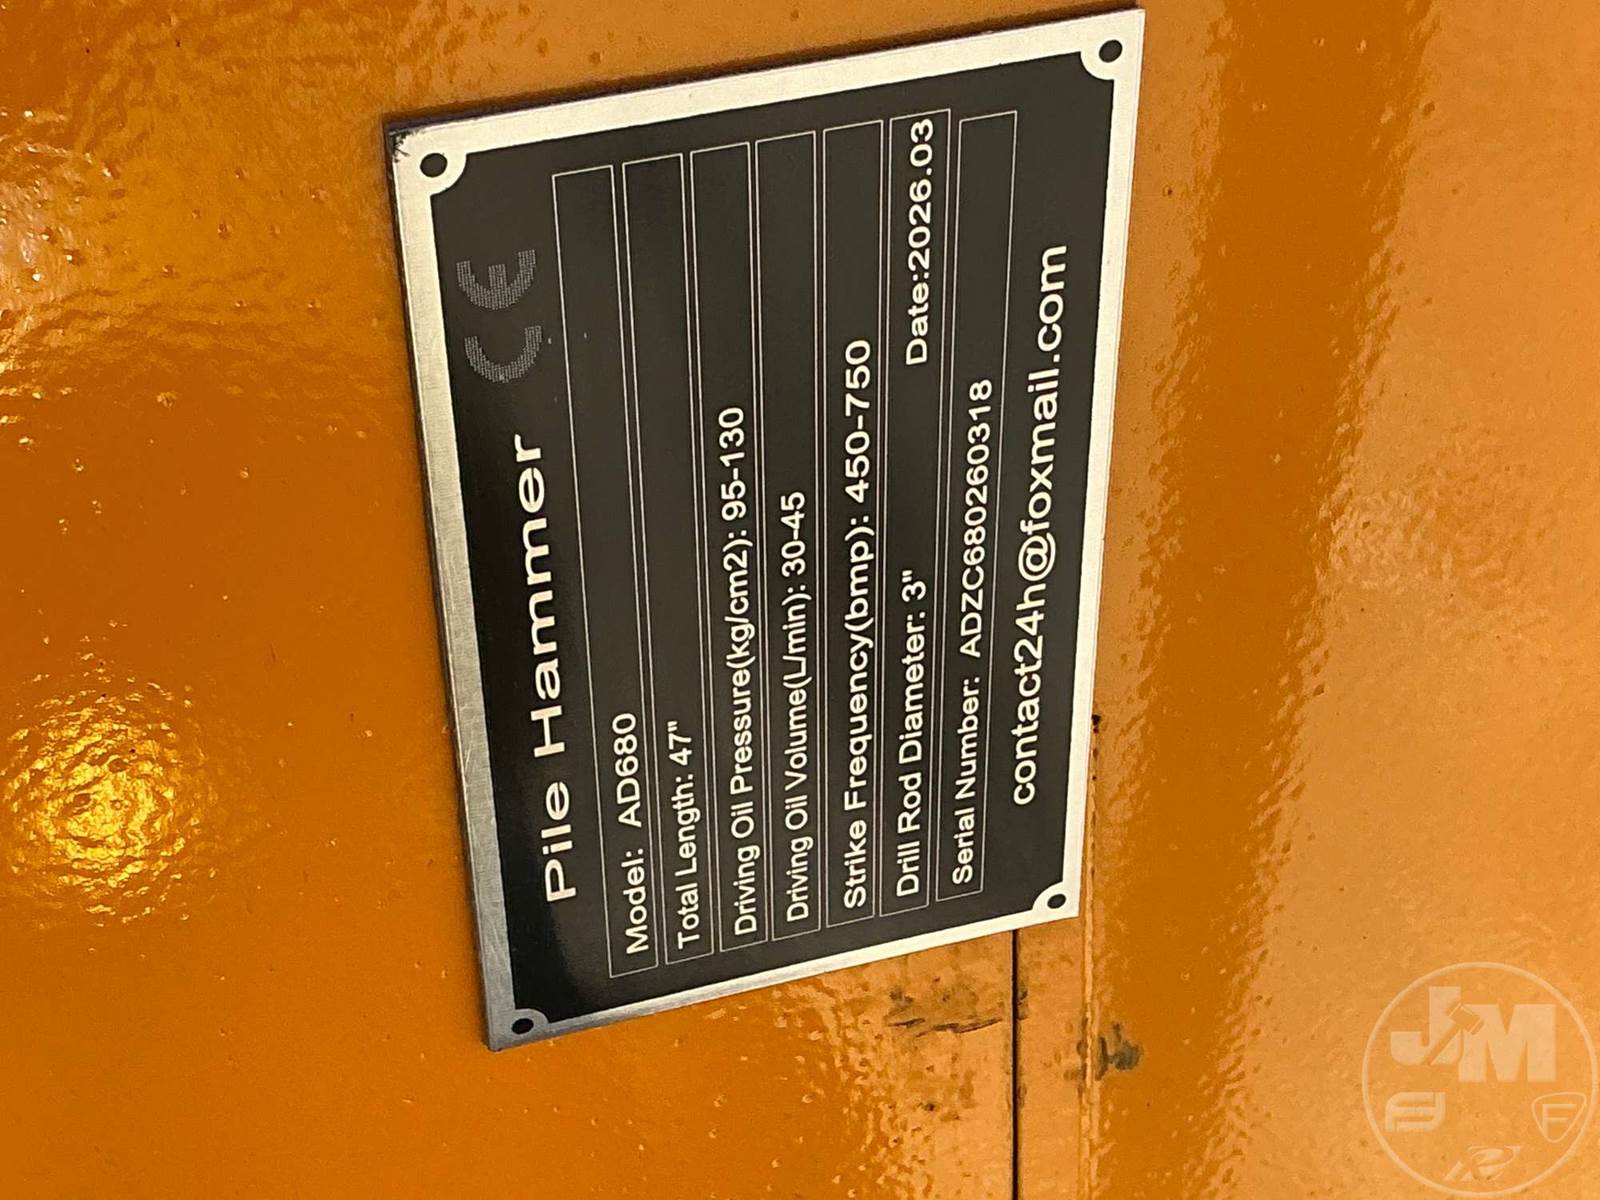 Pile Hammer CE
Model: AD680
Total Length: 47"
Driving Oil Pressure(kg/cm2): 95-130
Driving Oil Volume(L/min): 30-45
Strike Frequency(bmp): 450-750
Drill Rod Diameter: 3" Date:2026.03
Serial Number: ADZC680260318
contact24h@foxmail.com
JM
F